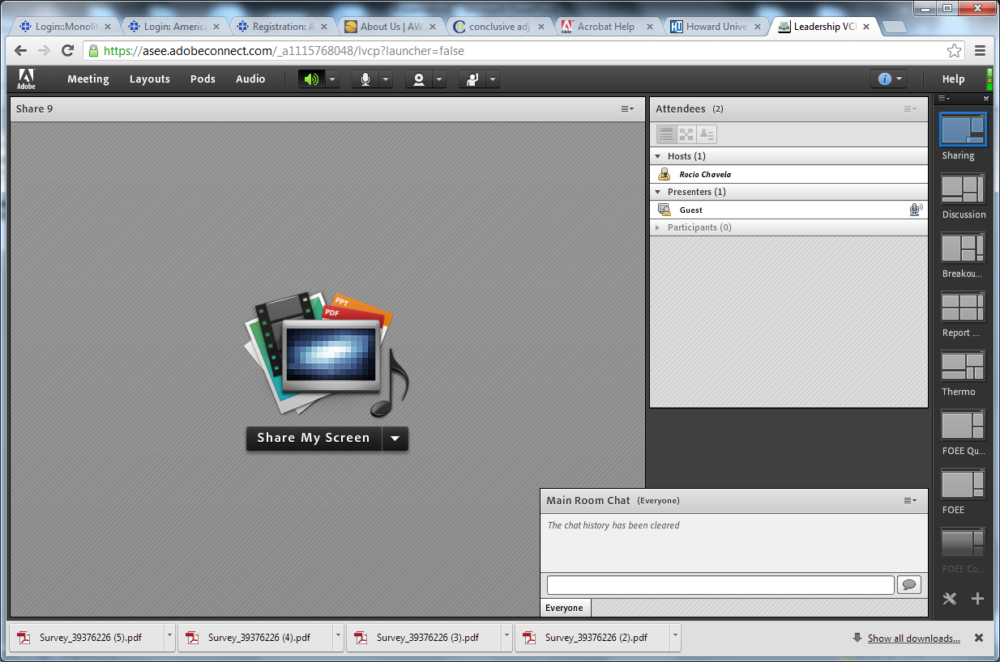 Login::Monolit
Login: America
Registration: A
About Us | AW
conclusive adj
Acrobat Help
Howard Unive
Leadership VCP
https://asee.adobeconnect.com/_a1115768048/lvcp?launcher=false
Adobe
Meeting
Layouts
Pods
Audio
Help
Share 9
Attendees (2)
Hosts (1)
Rocio Chavela
Presenters (1)
Guest
Participants (0)
PPT
PDF
Share My Screen
Main Room Chat (Everyone)
The chat history has been cleared
Everyone
Sharing
Discussion
Breakou...
Report ...
Thermo
FOEE Qu...
FOEE
FOEE Co...
Survey_39376226 (5).pdf
Survey_39376226 (4).pdf
Survey_39376226 (3).pdf
Survey_39376226 (2).pdf
Show all downloads...